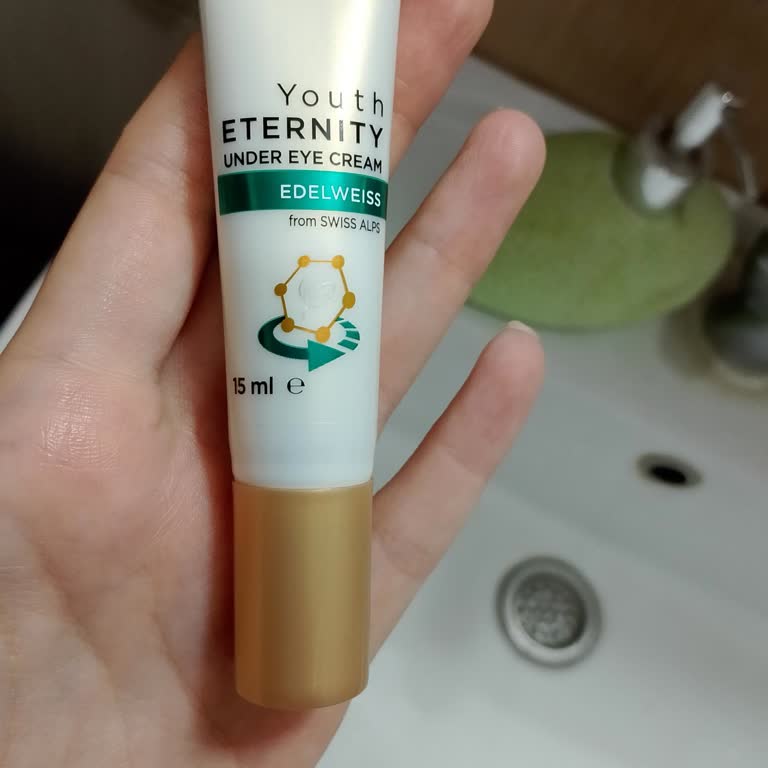 Youth
ETERNITY
UNDER EYE CREAM
EDELWEISS
from SWISS ALPS
15 ml ℮